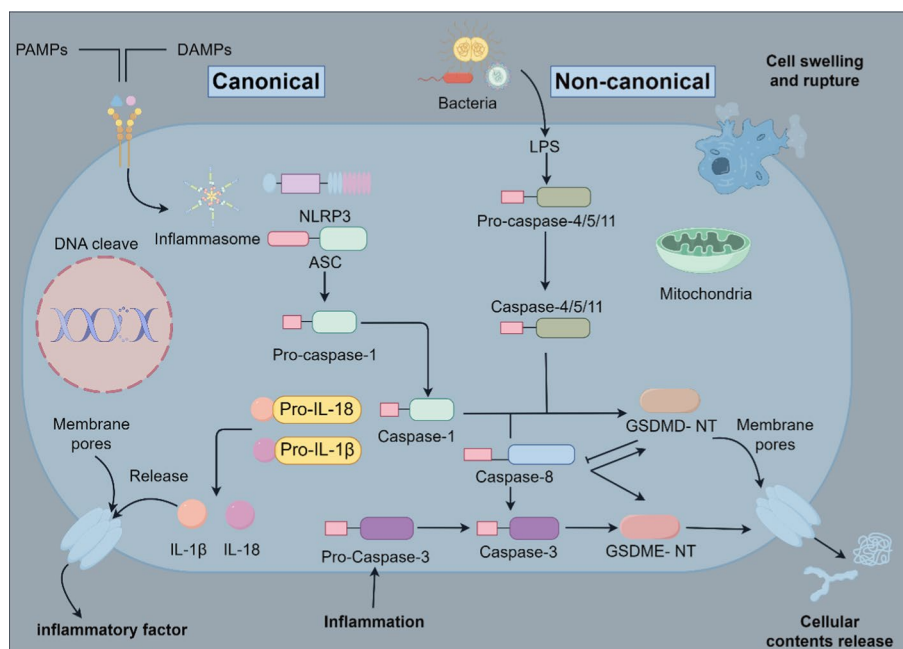 PAMPs
DAMPs
Canonical
Bacteria
Non-canonical
Cell swelling
and rupture
LPS
Inflammasome
NLRP3
ASC
Pro-caspase-4/5/11
DNA cleave
Mitochondria
Caspase-4/5/11
Pro-caspase-1
Pro-IL-18
Pro-IL-1β
Caspase-1
GSDMD- NT
Membrane
pores
Membrane
pores
Release
Caspase-8
IL-1β
IL-18
Pro-Caspase-3
Caspase-3
GSDME- NT
inflammatory factor
Inflammation
Cellular
contents release